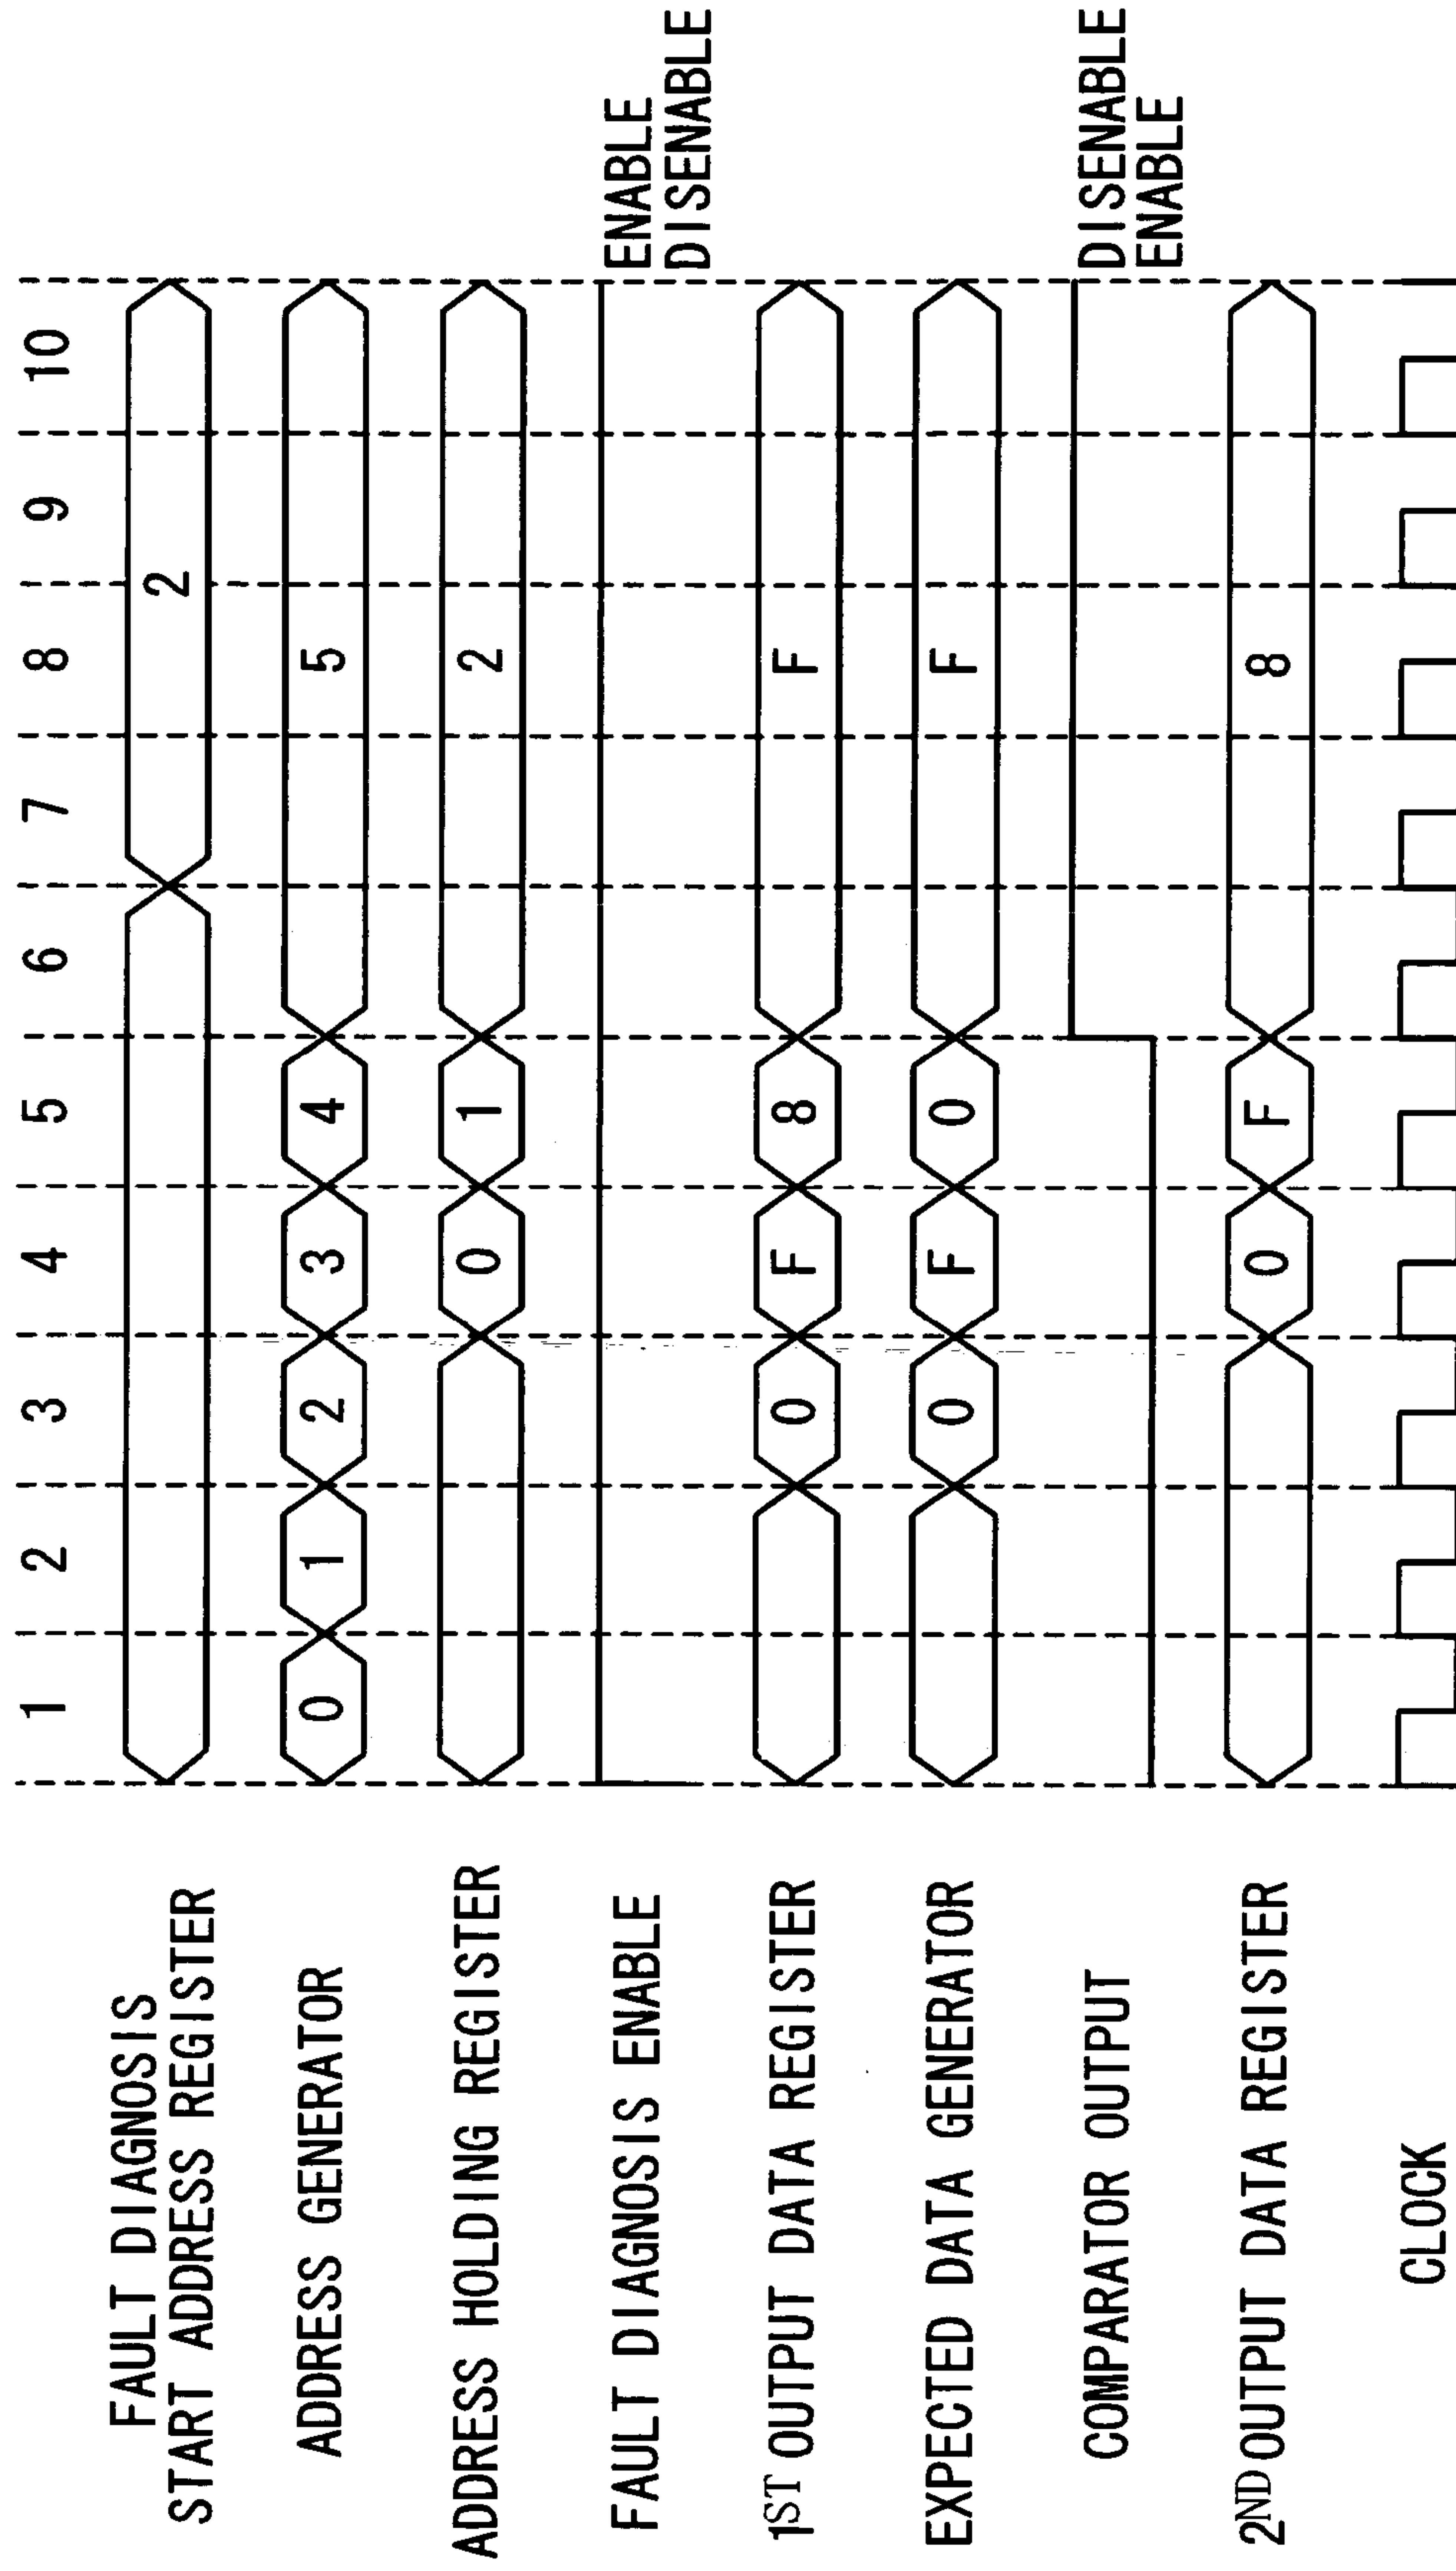 1 2 3 4 5 6 7 8 9 10
FAULT DIAGNOSIS
START ADDRESS REGISTER
2
ADDRESS GENERATOR
0 1 2 3 4 5
ADDRESS HOLDING REGISTER
0 1 2
FAULT DIAGNOSIS ENABLE
ENABLE
DISENABLE
1ST OUTPUT DATA REGISTER
0 F 8 F
EXPECTED DATA GENERATOR
0 F 0 F
COMPARATOR OUTPUT
DISENABLE
ENABLE
2ND OUTPUT DATA REGISTER
0 F 8
CLOCK